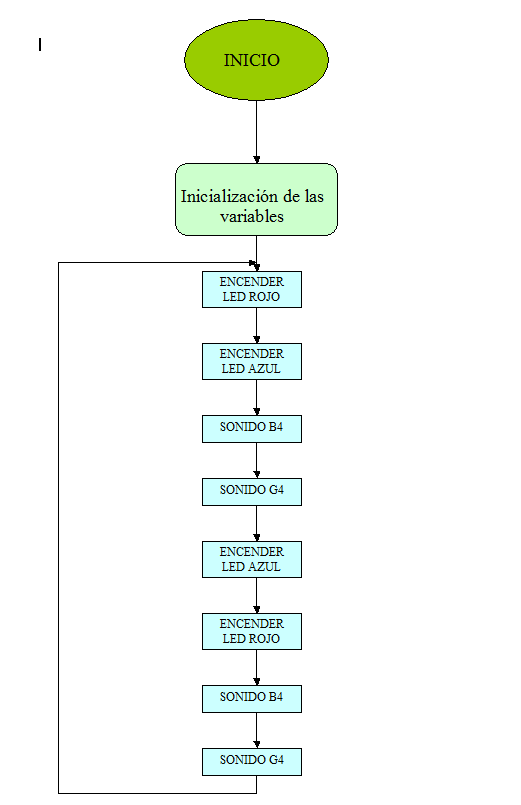 INICIO
Inicialización de las
variables
ENCENDER
LED ROJO
ENCENDER
LED AZUL
SONIDO B4
SONIDO G4
ENCENDER
LED AZUL
ENCENDER
LED ROJO
SONIDO B4
SONIDO G4